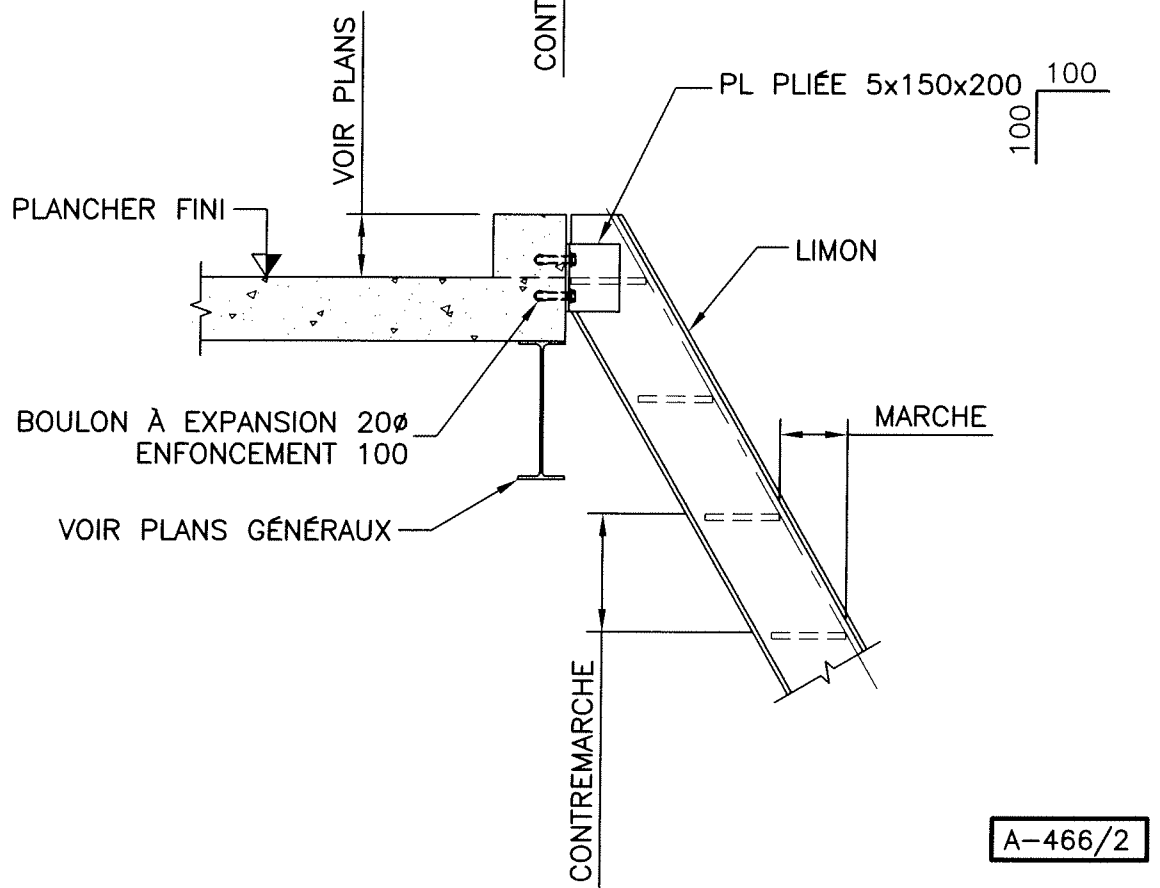 CONT
VOIR PLANS
PL PLIÉE 5x150x200
100
100
PLANCHER FINI
LIMON
BOULON À EXPANSION 20ø
ENFONCEMENT 100
MARCHE
VOIR PLANS GÉNÉRAUX
CONTREMARCHE
A-466/2